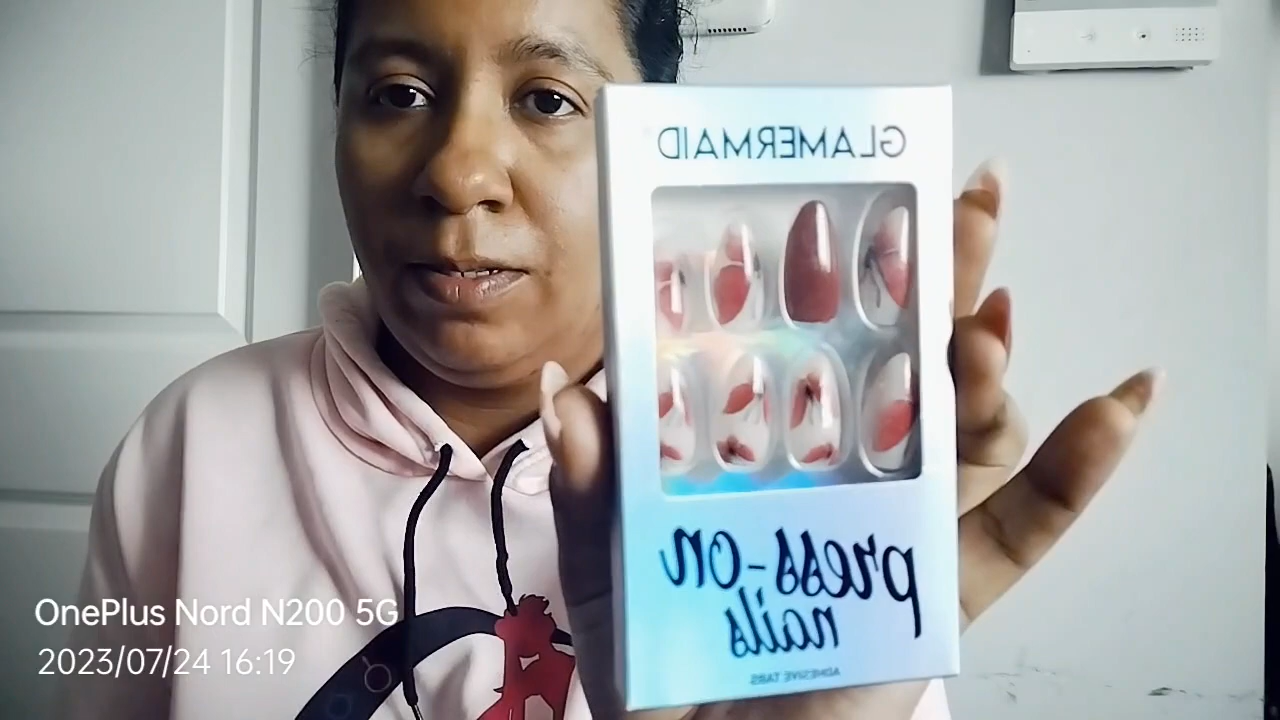 GLAMERMAID
press-on
nails
ADHESIVE TABS
OnePlus Nord N200 5G
2023/07/24 16:19